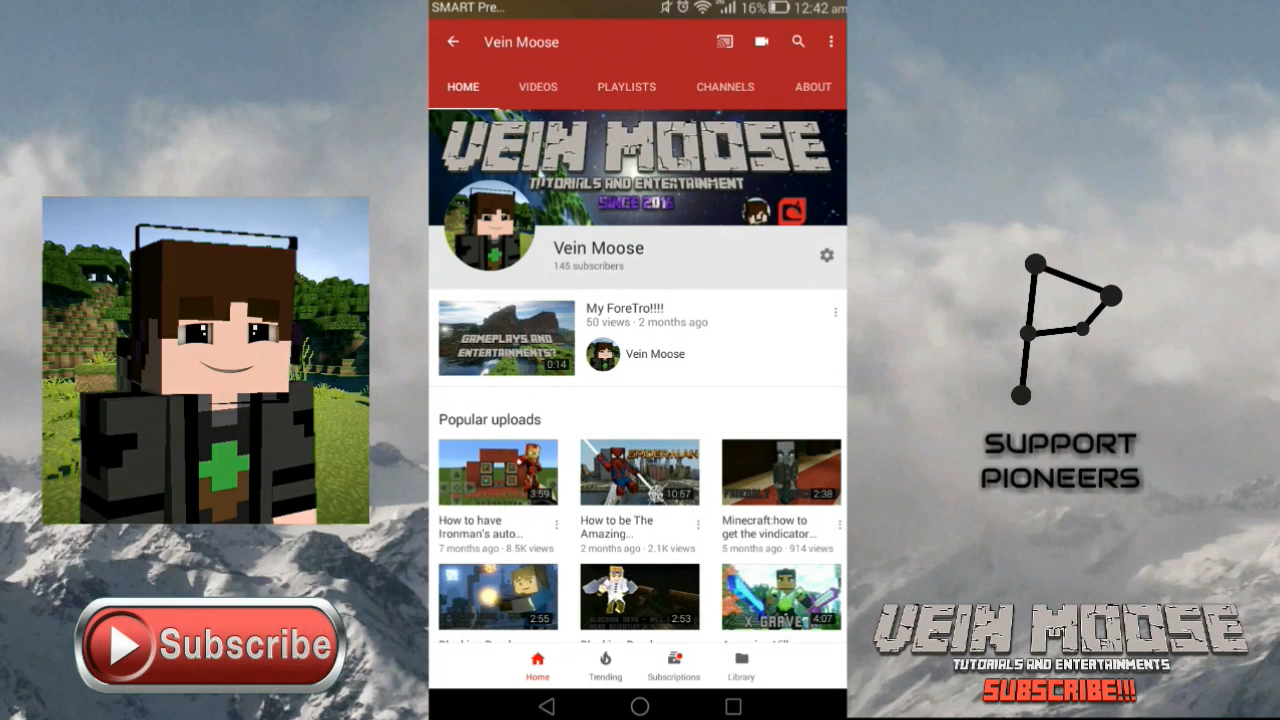 SMART Pre...
16%
12:42 am
Vein Moose
HOME VIDEOS PLAYLISTS CHANNELS ABOUT
VEIN MOOSE
TUTORIALS AND ENTERTAINMENT
SINCE 2016
Vein Moose
145 subscribers
My ForeTro!!!!
50 views · 2 months ago
GAMEPLAYS AND
ENTERTAINMENTS!
0:14
Vein Moose
Popular uploads
3:59
SPIDERMAN
10:57
2:38
How to have
Ironman's auto...
7 months ago · 8.5K views
How to be The
Amazing...
2 months ago · 2.1K views
Minecraft:how to
get the vindicator...
5 months ago · 914 views
2:55
2:53
X GRAVE
4:07
Home
Trending
Subscriptions
Library
Subscribe
SUPPORT
PIONEERS
VEIN MOOSE
TUTORIALS AND ENTERTAINMENTS
SUBSCRIBE!!!